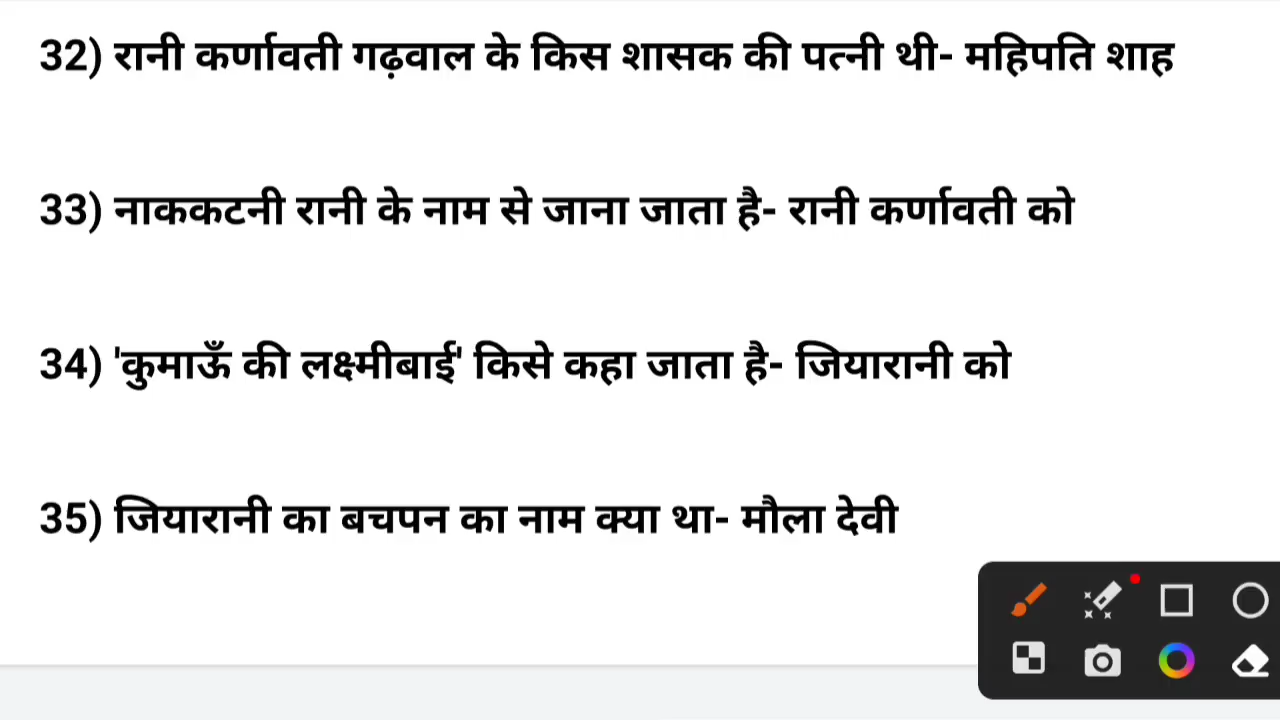 32) रानी कर्णावती गढ़वाल के किस शासक की पत्नी थी- महिपति शाह
33) नाककटनी रानी के नाम से जाना जाता है- रानी कर्णावती को
34) 'कुमाऊँ की लक्ष्मीबाई' किसे कहा जाता है- जियारानी को
35) जियारानी का बचपन का नाम क्या था- मौला देवी